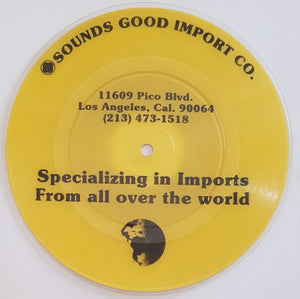 SOUNDS GOOD IMPORT CO.
11609 Pico Blvd.
Los Angeles, Cal. 90064
(213) 473-1518
Specializing in Imports
From all over the world